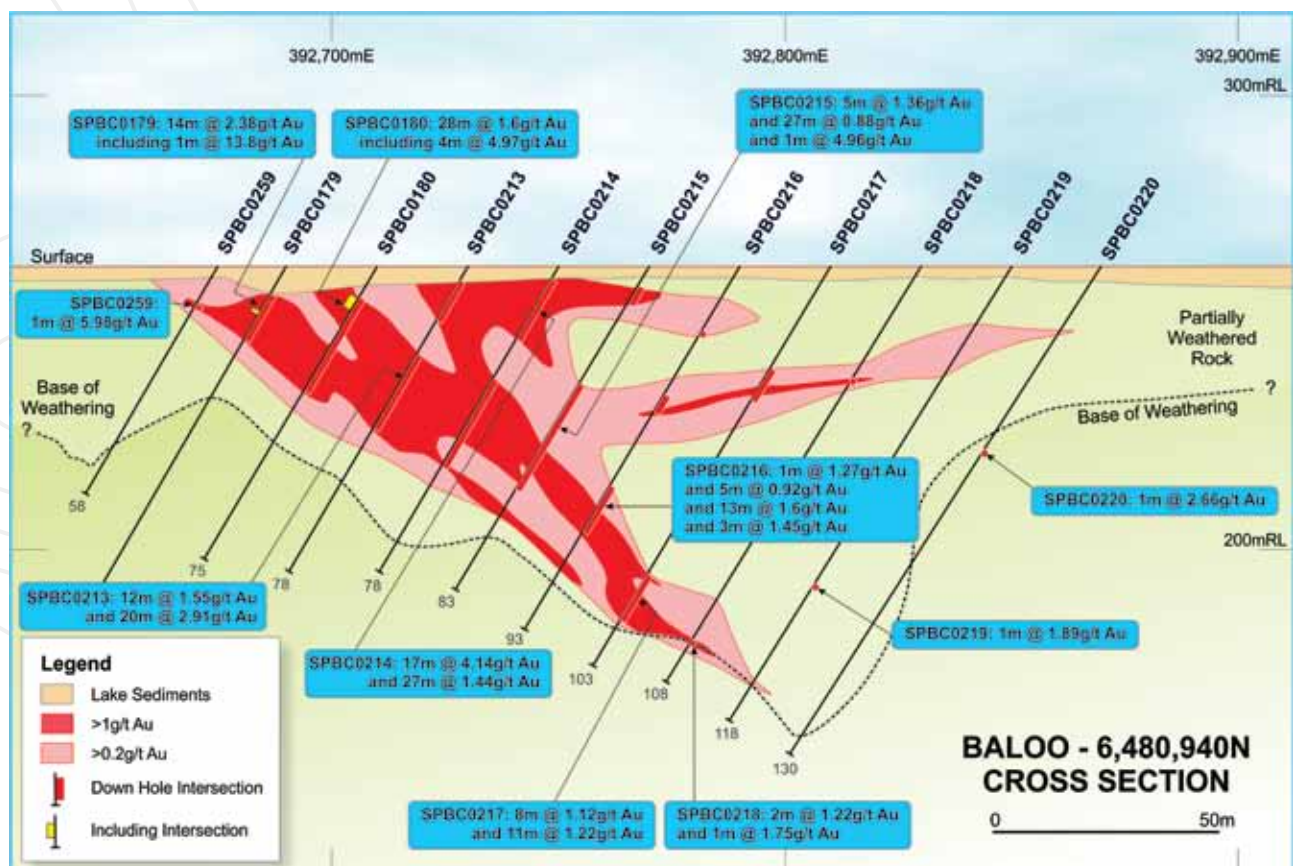 392,700mE
392,800mE
392,900mE
300mRL
SPBC0179: 14m @ 2.38g/t Au
including 1m @ 13.8g/t Au
SPBC0180: 28m @ 1.6g/t Au
including 4m @ 4.97g/t Au
SPBC0215: 5m @ 1.36g/t Au
and 27m @ 0.88g/t Au
and 1m @ 4.96g/t Au
SPBC0259
SPBC0179
SPBC0180
SPBC0213
SPBC0214
SPBC0215
SPBC0216
SPBC0217
SPBC0218
SPBC0219
SPBC0220
Surface
SPBC0259:
1m @ 5.98g/t Au
Partially
Weathered
Rock
Base of
Weathering
?
Base of Weathering
?
58
75
78
78
83
93
103
108
118
130
SPBC0216: 1m @ 1.27g/t Au
and 5m @ 0.92g/t Au
and 13m @ 1.6g/t Au
and 3m @ 1.45g/t Au
SPBC0220: 1m @ 2.66g/t Au
200mRL
SPBC0213: 12m @ 1.55g/t Au
and 20m @ 2.91g/t Au
SPBC0219: 1m @ 1.89g/t Au
SPBC0214: 17m @ 4.14g/t Au
and 27m @ 1.44g/t Au
Legend
Lake Sediments
>1g/t Au
>0.2g/t Au
Down Hole Intersection
Including Intersection
SPBC0217: 8m @ 1.12g/t Au
and 11m @ 1.22g/t Au
SPBC0218: 2m @ 1.22g/t Au
and 1m @ 1.75g/t Au
BALOO - 6,480,940N
CROSS SECTION
0
50m